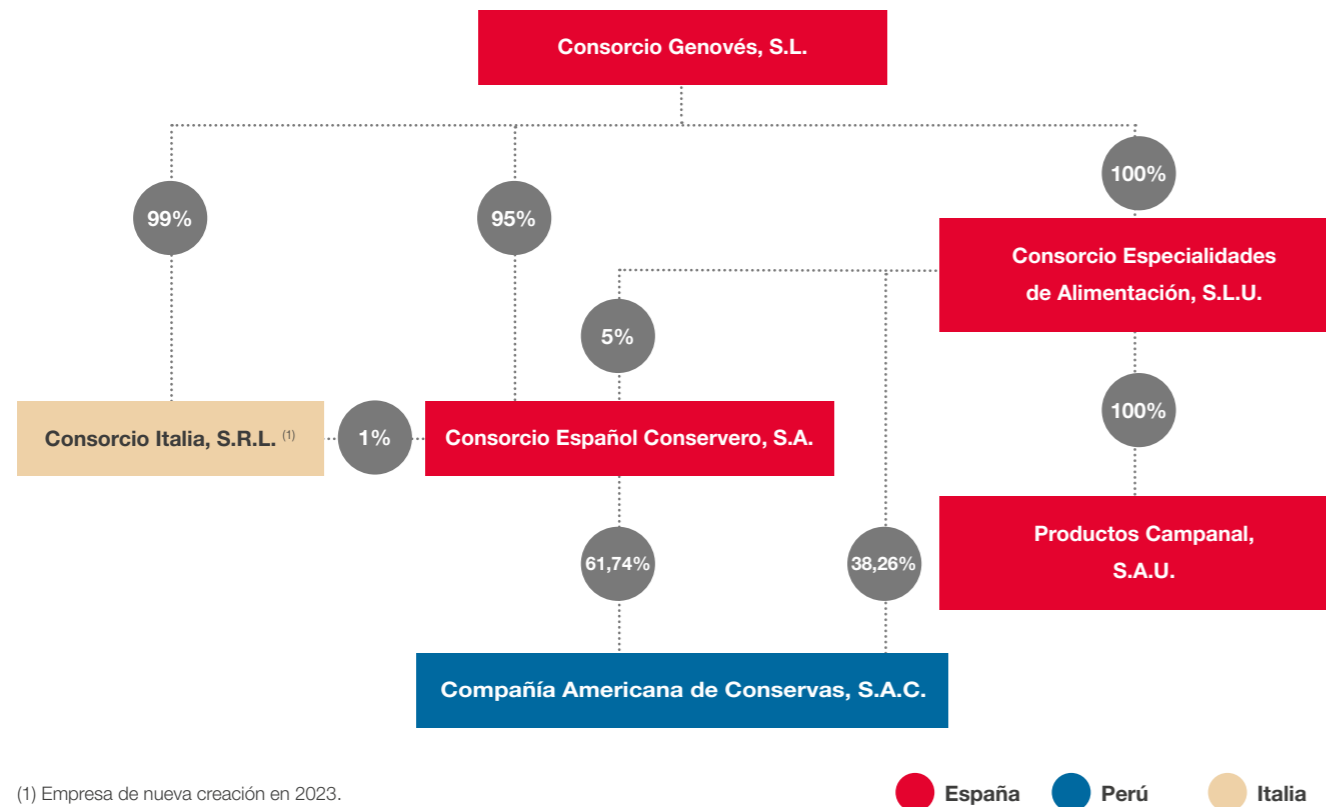 Consorcio Genovés, S.L.
100%
99%
95%
Consorcio Especialidades
de Alimentación, S.L.U.
5%
100%
Consorcio Italia, S.R.L. (1)
1%
Consorcio Español Conservero, S.A.
Productos Campanal,
S.A.U.
61,74%
38,26%
Compañía Americana de Conservas, S.A.C.
(1) Empresa de nueva creación en 2023.
España
Perú
Italia